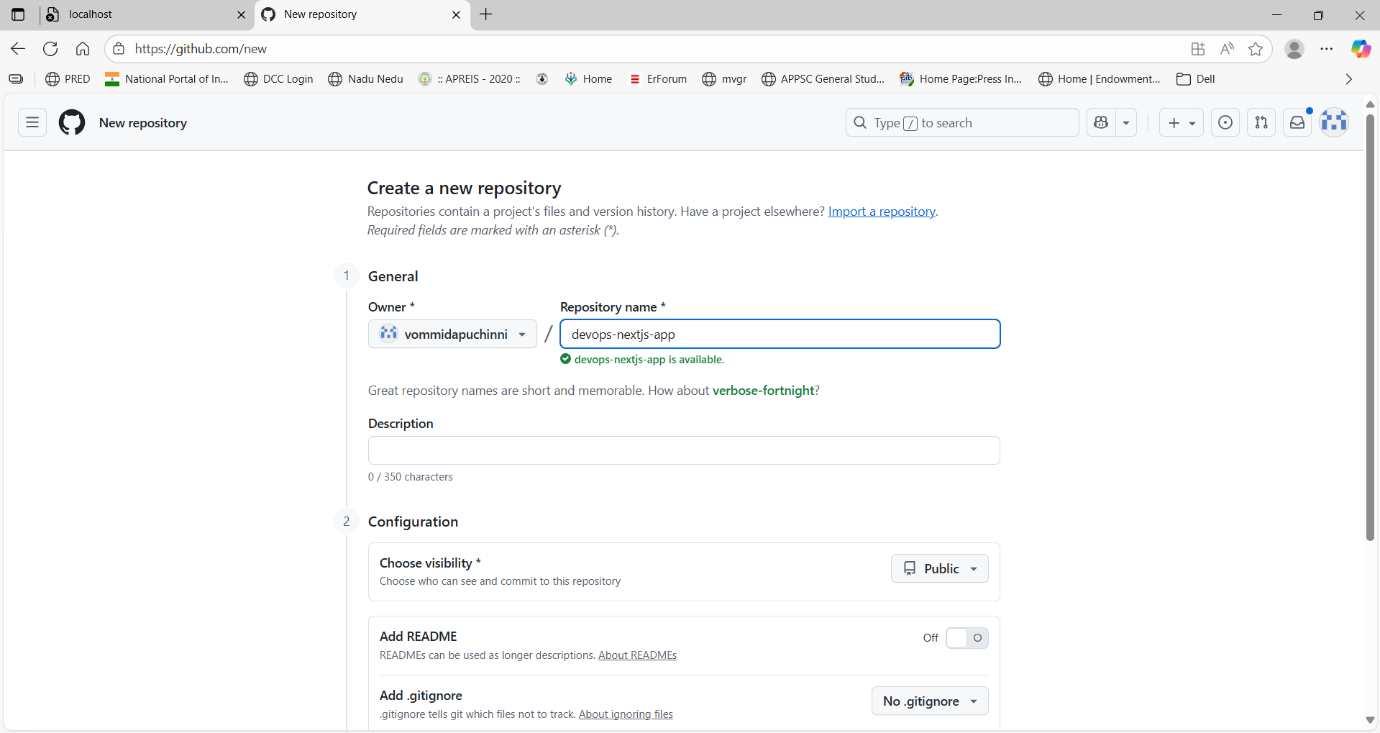 localhost
New repository
https://github.com/new
PRED
National Portal of In...
DCC Login
Nadu Nedu
:: APREIS - 2020 ::
Home
ErForum
mvgr
APPSC General Stud...
Home Page:Press In...
Home | Endowment...
Dell
New repository
Type / to search
Create a new repository
Repositories contain a project's files and version history. Have a project elsewhere? Import a repository.
Required fields are marked with an asterisk (*).
1 General
Owner *
Repository name *
vommidapuchinni / devops-nextjs-app
devops-nextjs-app is available.
Great repository names are short and memorable. How about verbose-fortnight?
Description
0 / 350 characters
2 Configuration
Choose visibility *
Public
Choose who can see and commit to this repository
Add README
Off
READMEs can be used as longer descriptions. About READMEs
Add .gitignore
No .gitignore
.gitignore tells git which files not to track. About ignoring files